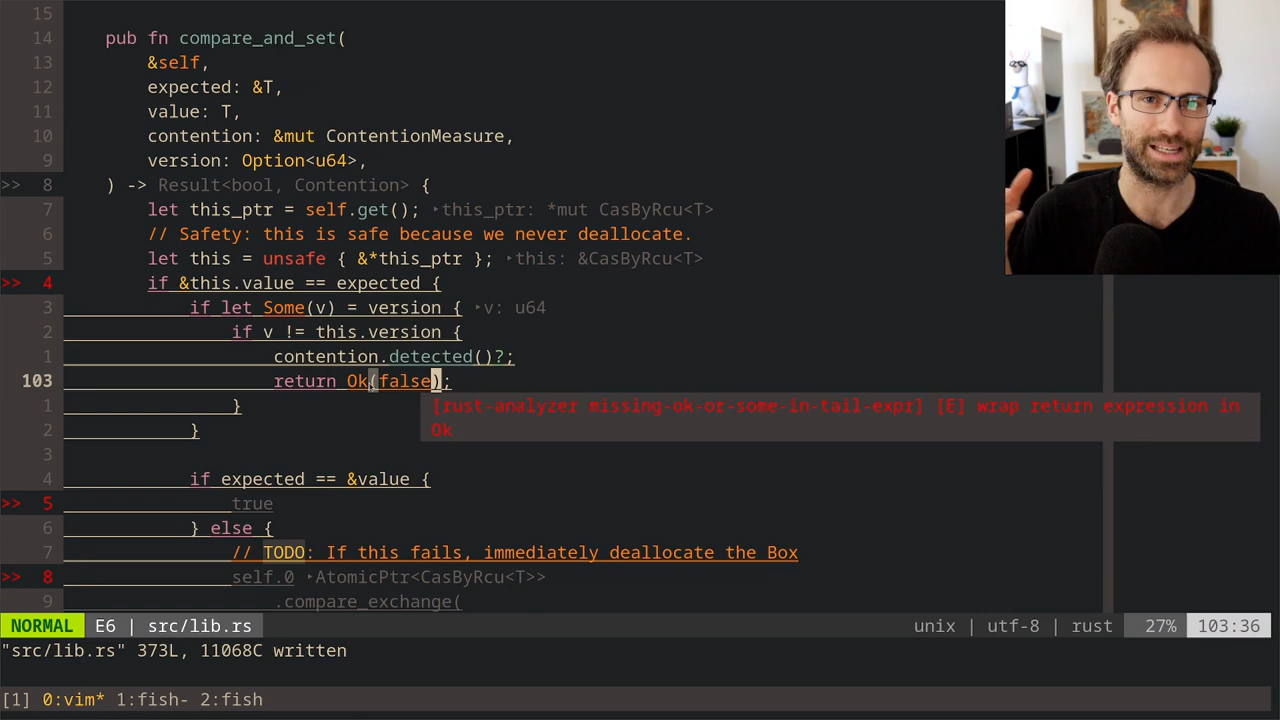 15
14 pub fn compare_and_set(
13 &self,
12 expected: &T,
11 value: T,
10 contention: &mut ContentionMeasure,
9 version: Option<u64>,
>> 8 ) -> Result<bool, Contention> {
7 let this_ptr = self.get(); ‣this_ptr: *mut CasByRcu<T>
6 // Safety: this is safe because we never deallocate.
5 let this = unsafe { &*this_ptr }; ‣this: &CasByRcu<T>
>> 4 if &this.value == expected {
3 if let Some(v) = version { ‣v: u64
2 if v != this.version {
1 contention.detected()?;
103 return Ok(false);
1 }
[rust-analyzer missing-ok-or-some-in-tail-expr] [E] wrap return expression in
Ok
2 }
3
4 if expected == &value {
>> 5 true
6 } else {
7 // TODO: If this fails, immediately deallocate the Box
>> 8 self.0 ‣AtomicPtr<CasByRcu<T>>
9 .compare_exchange(
NORMAL E6 | src/lib.rs unix | utf-8 | rust 27% 103:36
"src/lib.rs" 373L, 11068C written
[1] 0:vim* 1:fish- 2:fish